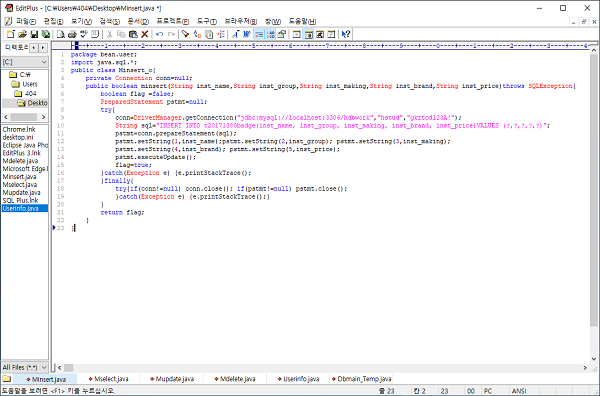 EditPlus - [C:₩Users₩404₩Desktop₩Minsert.java *]
파일(F) 편집(E) 보기(V) 검색(S) 문서(D) 프로젝트(P) 도구(T) 브라우저(B) 창(W) 도움말(H)
디렉토리
[C:]
C:₩
Users
404
Deskto
Chrome.lnk
desktop.ini
Eclipse Java Phot
EditPlus 3.lnk
Mdelete.java
Microsoft Edge.l
Minsert.java
Mselect.java
Mupdate.java
SQL Plus.lnk
Userinfo.java
All Files (*.*)
1 package bean.user;
2 import java.sql.*;
3 public class Minsert_o{
4 private Connection conn=null;
5 public boolean minsert(String inst_name,String inst_group,String inst_making,String inst_brand,String inst_price)throws SQLException{
6 boolean flag =false;
7 PreparedStatement pstmt=null;
8 try{
9 conn=DriverManager.getConnection("jdbc:mysql://localhost:3306/hdbwork","hstud","gkrtod123A!");
10 String sql="INSERT INTO t20171380badge(inst_name, inst_group, inst_making, inst_brand, inst_price)VALUES (?,?,?,?,?)";
11 pstmt=conn.prepareStatement(sql);
12 pstmt.setString(1,inst_name);pstmt.setString(2,inst_group); pstmt.setString(3,inst_making);
13 pstmt.setString(4,inst_brand); pstmt.setString(5,inst_price);
14 pstmt.executeUpdate();
15 flag=true;
16 }catch(Exception e) {e.printStackTrace();
17 }finally{
18 try{if(conn!=null) conn.close(); if(pstmt!=null) pstmt.close();
19 }catch(Exception e) {e.printStackTrace();}
20 }
21 return flag;
22 }
23 }
Minsert.java Mselect.java Mupdate.java Mdelete.java Userinfo.java Dbmain_Temp.java
도움말을 보려면 <F1> 키를 누르십시오. 줄 23 칸 2 23 00 PC ANSI